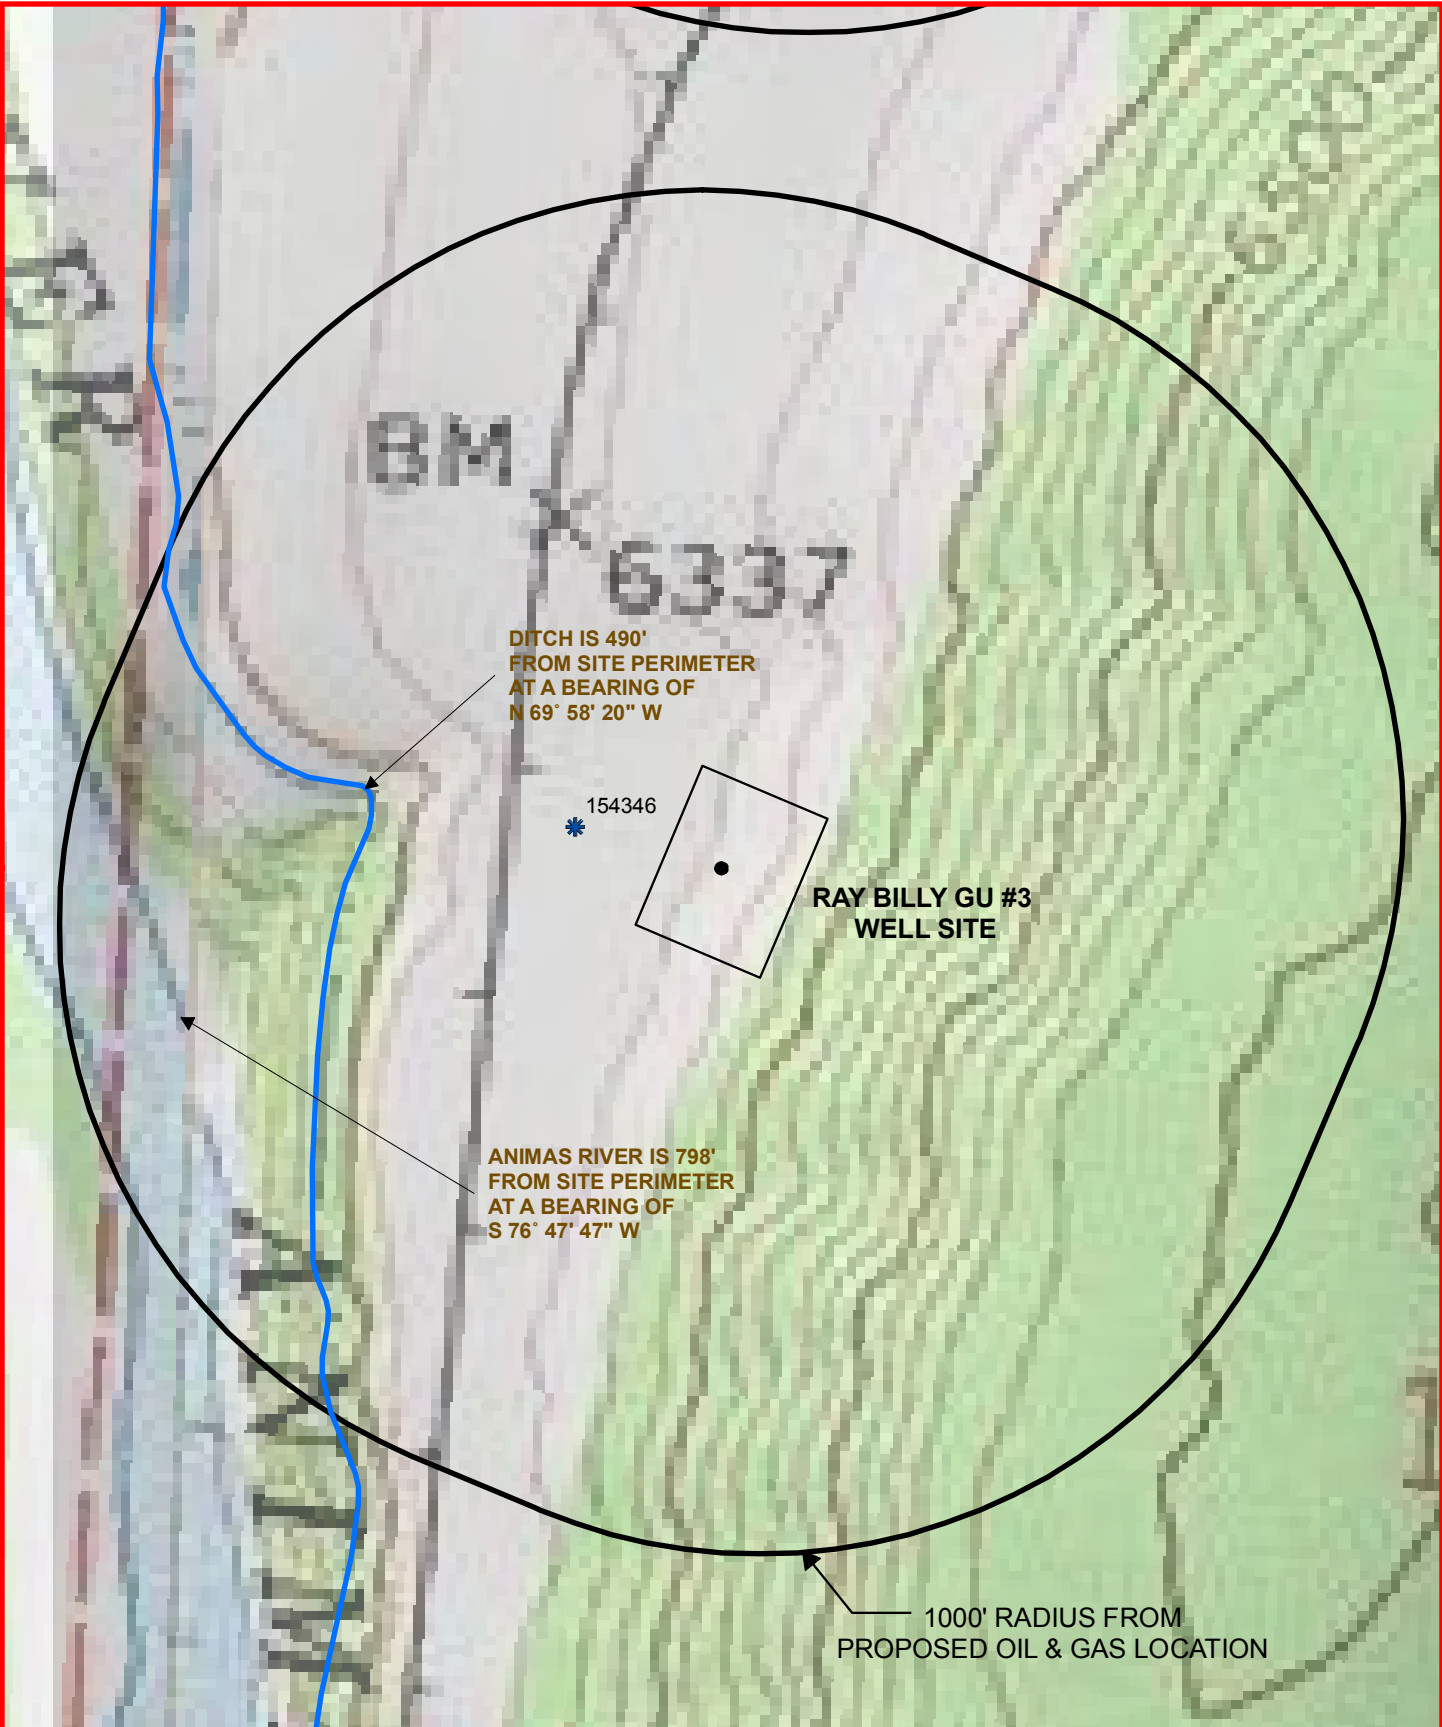 BM
6337
DITCH IS 490'
FROM SITE PERIMETER
AT A BEARING OF
N 69° 58' 20" W
154346
RAY BILLY GU #3
WELL SITE
ANIMAS RIVER IS 798'
FROM SITE PERIMETER
AT A BEARING OF
S 76° 47' 47" W
1000' RADIUS FROM
PROPOSED OIL & GAS LOCATION